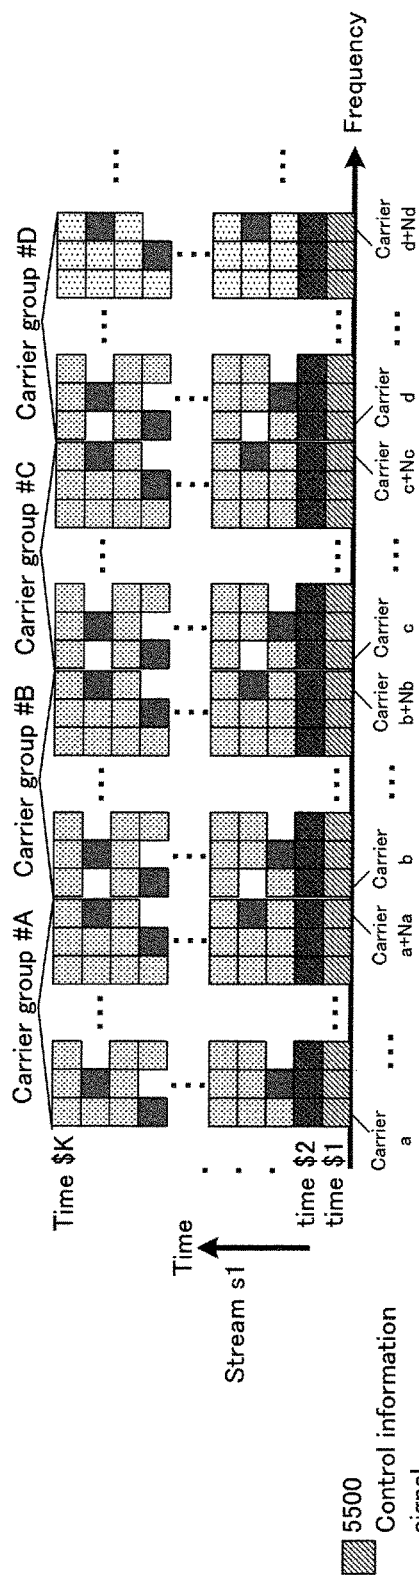 Carrier group #A
Carrier group #B
Carrier group #C
Carrier group #D
Time $K
Time
Stream s1
time $2
time $1
Frequency
Carrier
a
Carrier
a+Na
Carrier
b
Carrier
b+Nb
Carrier
c
Carrier
c+Nc
Carrier
d
Carrier
d+Nd
5500
Control information
signal